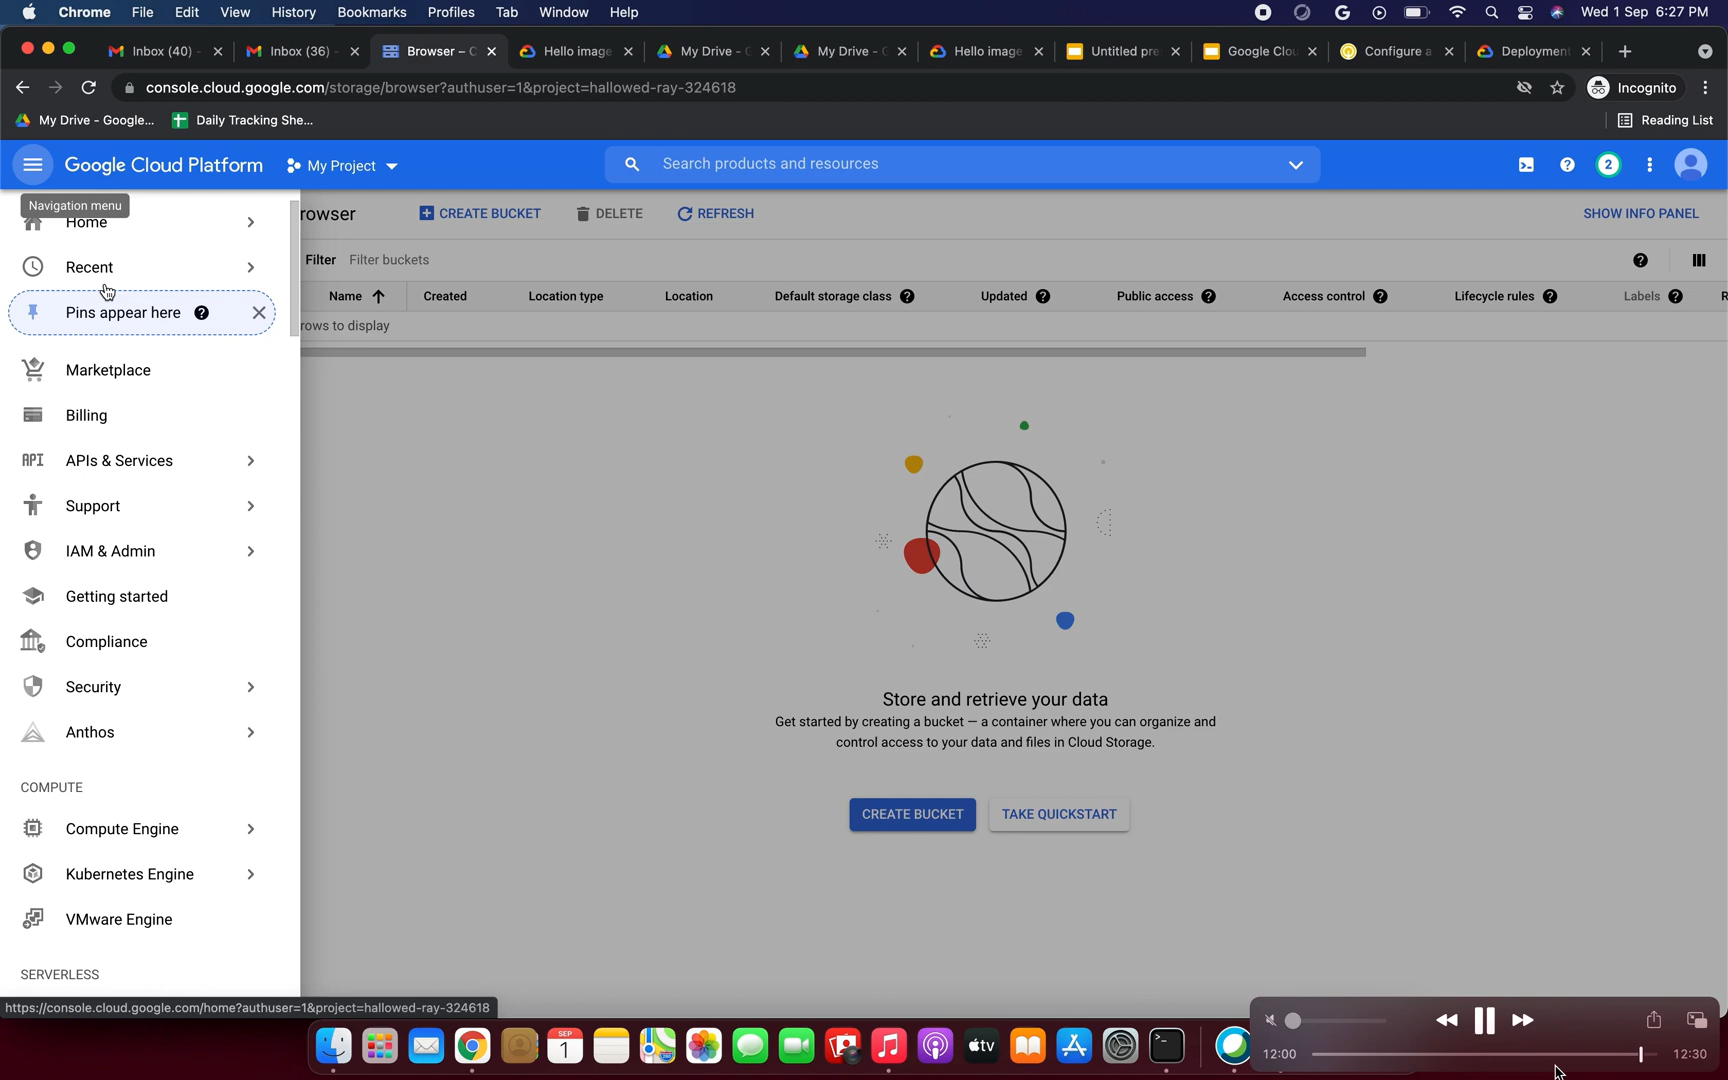 Chrome File Edit View History Bookmarks Profiles Tab Window Help Wed 1 Sep 6:27 PM
Inbox (40) - Inbox (36) - Browser – C Hello image My Drive - G My Drive - G Hello image Untitled pre Google Clou Configure a Deployment
console.cloud.google.com/storage/browser?authuser=1&project=hallowed-ray-324618 Incognito
My Drive - Google... Daily Tracking She... Reading List
Google Cloud Platform My Project Search products and resources 2
Navigation menu
rowser CREATE BUCKET DELETE REFRESH SHOW INFO PANEL
Home
Filter Filter buckets
Recent
Name Created Location type Location Default storage class Updated Public access Access control Lifecycle rules Labels R
Pins appear here
rows to display
Marketplace
Billing
API APIs & Services
Support
IAM & Admin
Getting started
Compliance
Security
Anthos
Store and retrieve your data
Get started by creating a bucket — a container where you can organize and
control access to your data and files in Cloud Storage.
CREATE BUCKET TAKE QUICKSTART
COMPUTE
Compute Engine
Kubernetes Engine
VMware Engine
SERVERLESS
https://console.cloud.google.com/home?authuser=1&project=hallowed-ray-324618
SEP
1
tv
12:00 12:30